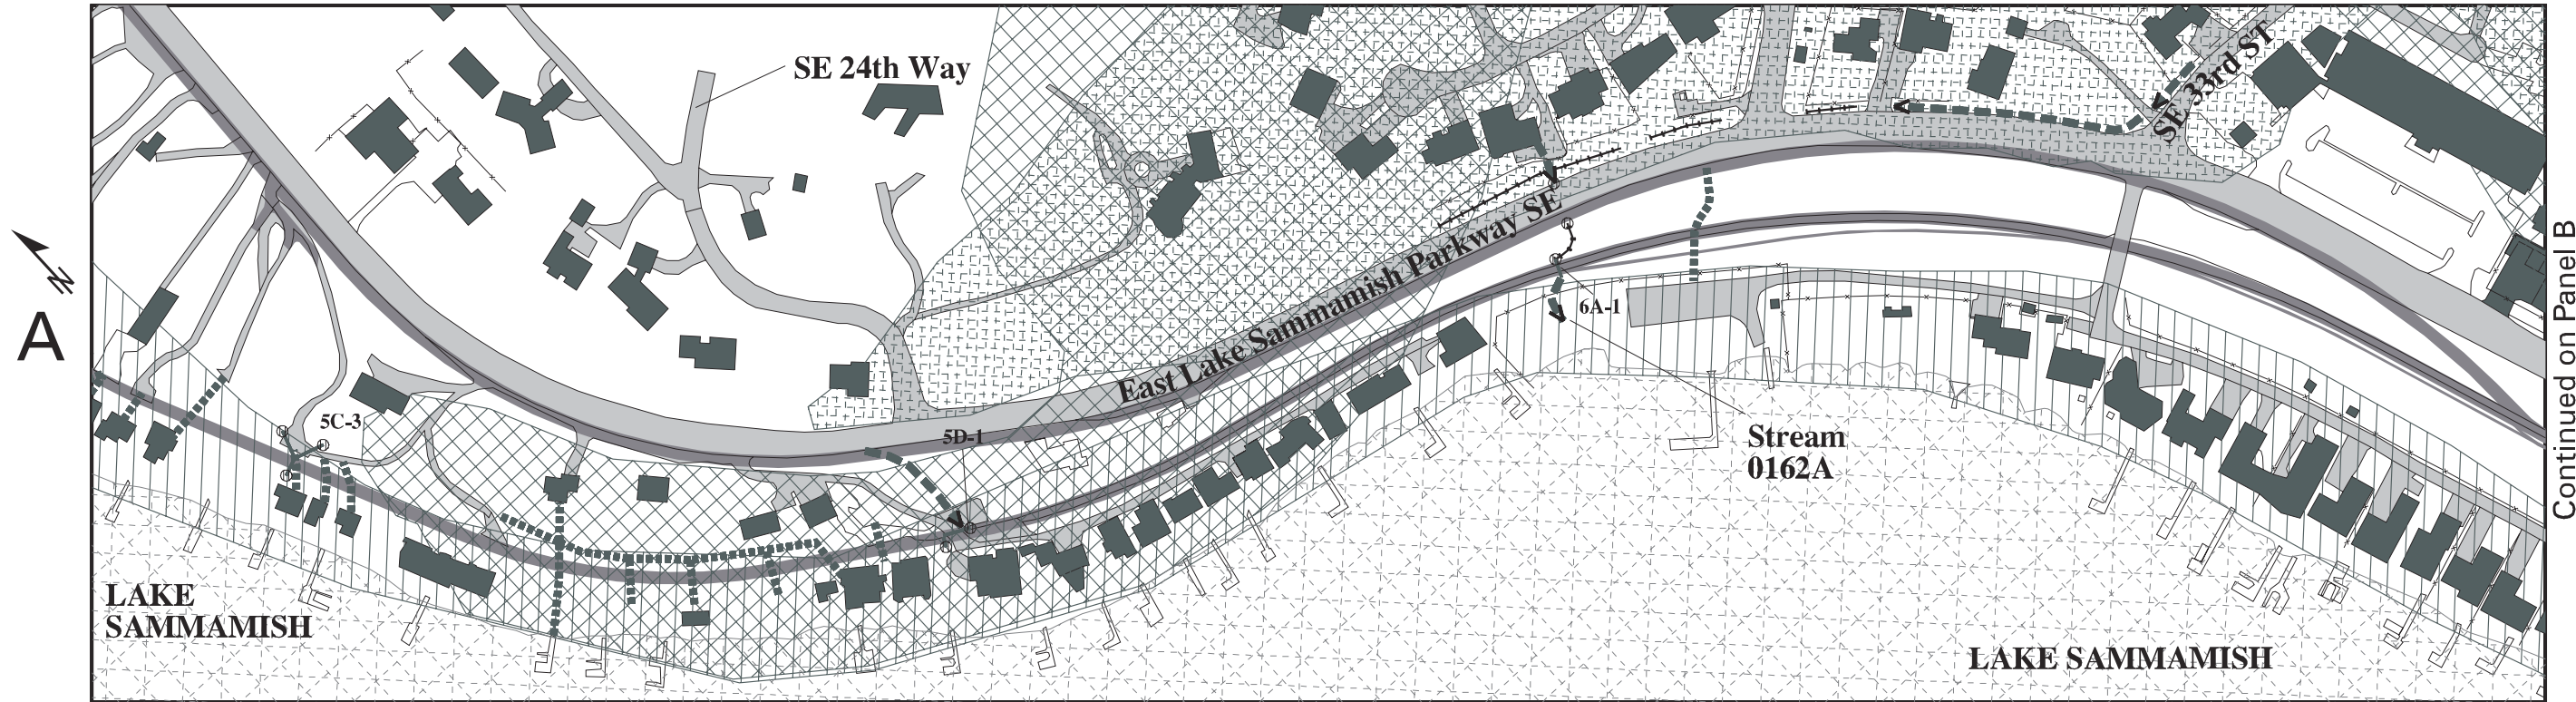 SE 24th Way
SE 33rd ST
East Lake Sammamish Parkway SE
N
A
6A-1
5C-3
5D-1
Stream
0162A
LAKE
SAMMAMISH
LAKE SAMMAMISH
Continued on Panel B